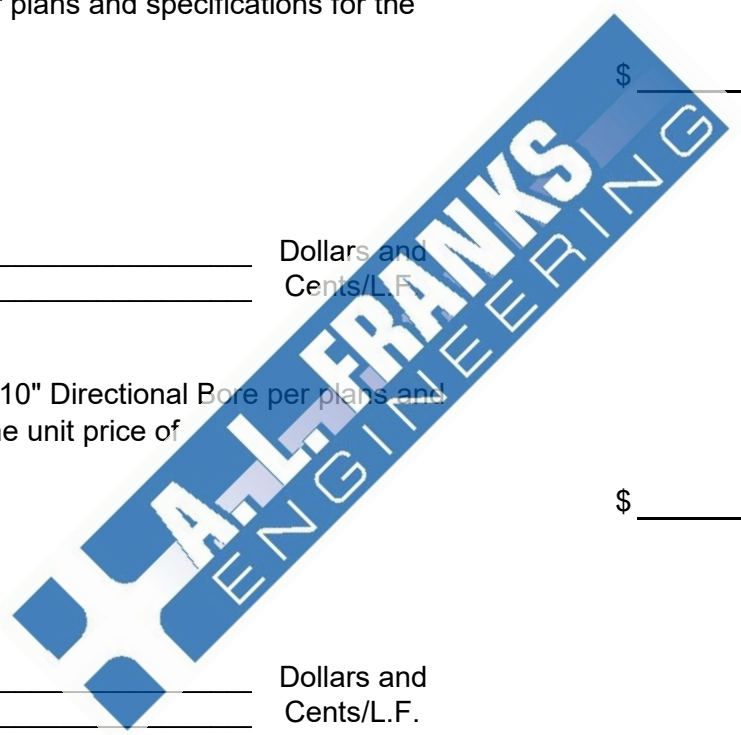 plans and specifications for the
$
Dollars and
Cents/L.F.
10" Directional Bore per plans and
unit price of
$
A. L. FRANKS
ENGINEERING
Dollars and
Cents/L.F.